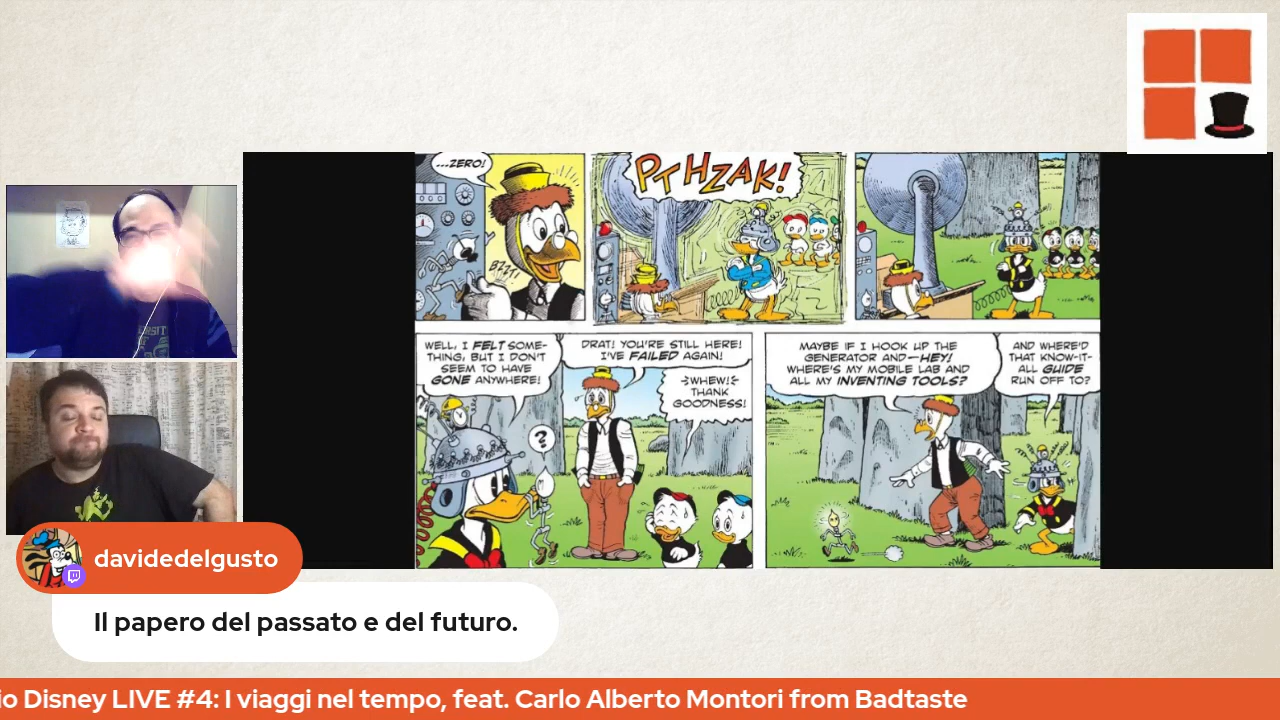 ...ZERO!
PTHZAK!
BZZT!
WELL, I FELT SOME-
THING, BUT I DON'T
SEEM TO HAVE
GONE ANYWHERE!
?
DRAT! YOU'RE STILL HERE!
I'VE FAILED AGAIN!
WHEW!
THANK
GOODNESS!
MAYBE IF I HOOK UP THE
GENERATOR AND—HEY!
WHERE'S MY MOBILE LAB AND
ALL MY INVENTING TOOLS?
AND WHERE'D
THAT KNOW-IT-
ALL GUIDE
RUN OFF TO?
davidedelgusto
Il papero del passato e del futuro.
io Disney LIVE #4: I viaggi nel tempo, feat. Carlo Alberto Montori from Badtaste